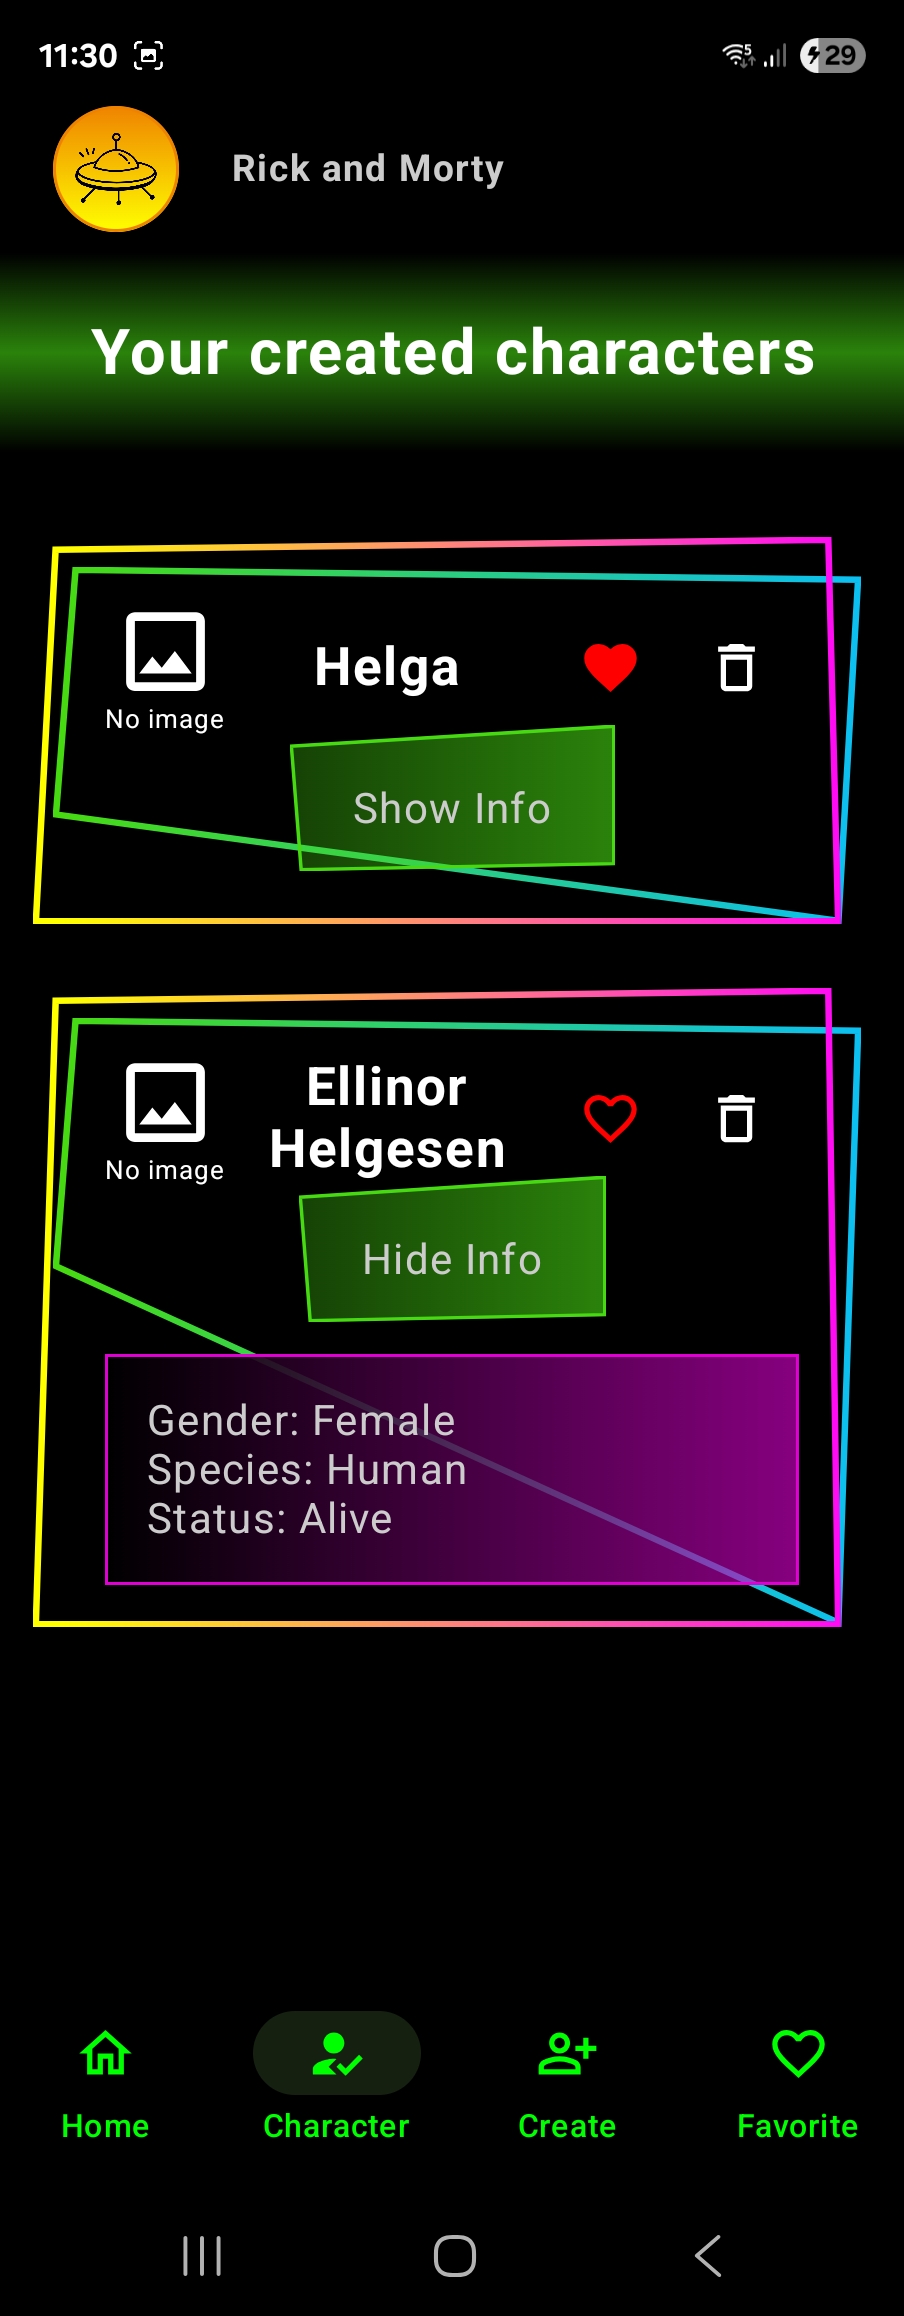 11:30
5
29
Rick and Morty
Your created characters
Helga
No image
Show Info
Ellinor
Helgesen
No image
Hide Info
Gender: Female
Species: Human
Status: Alive
Home
Character
Create
Favorite